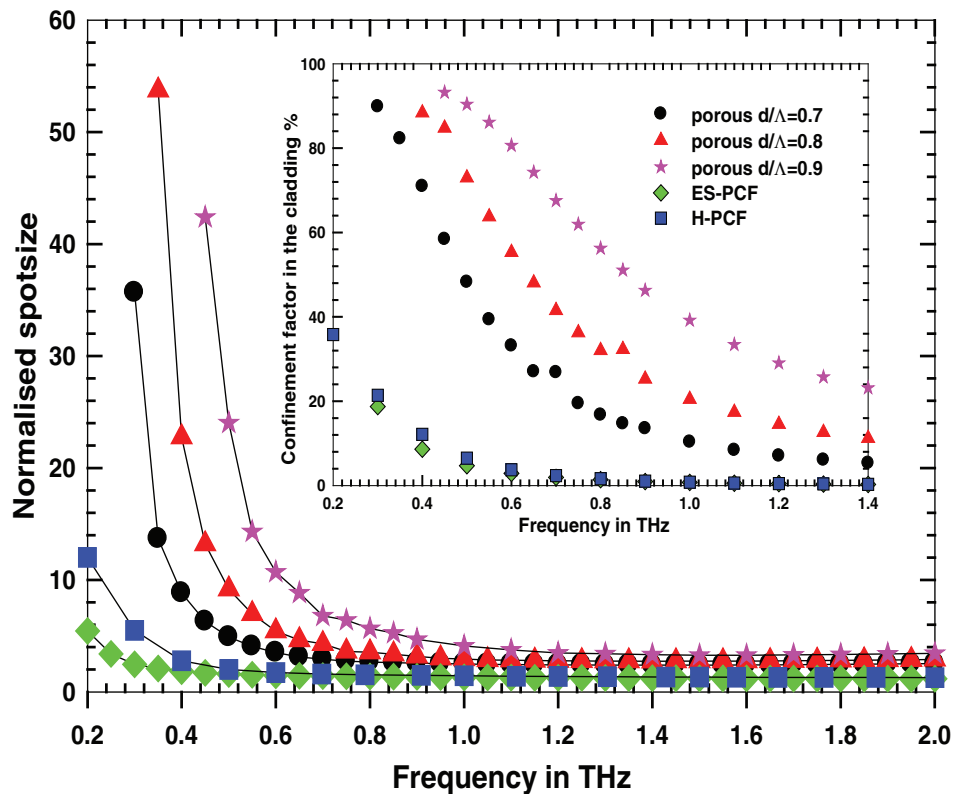 60
50
40
30
20
10
0
Normalised spotsize
0.2 0.4 0.6 0.8 1.0 1.2 1.4 1.6 1.8 2.0
Frequency in THz
100
80
60
40
20
0
Confinement factor in the cladding %
0.2 0.4 0.6 0.8 1.0 1.2 1.4
Frequency in THz
porous d/Λ=0.7
porous d/Λ=0.8
porous d/Λ=0.9
ES-PCF
H-PCF